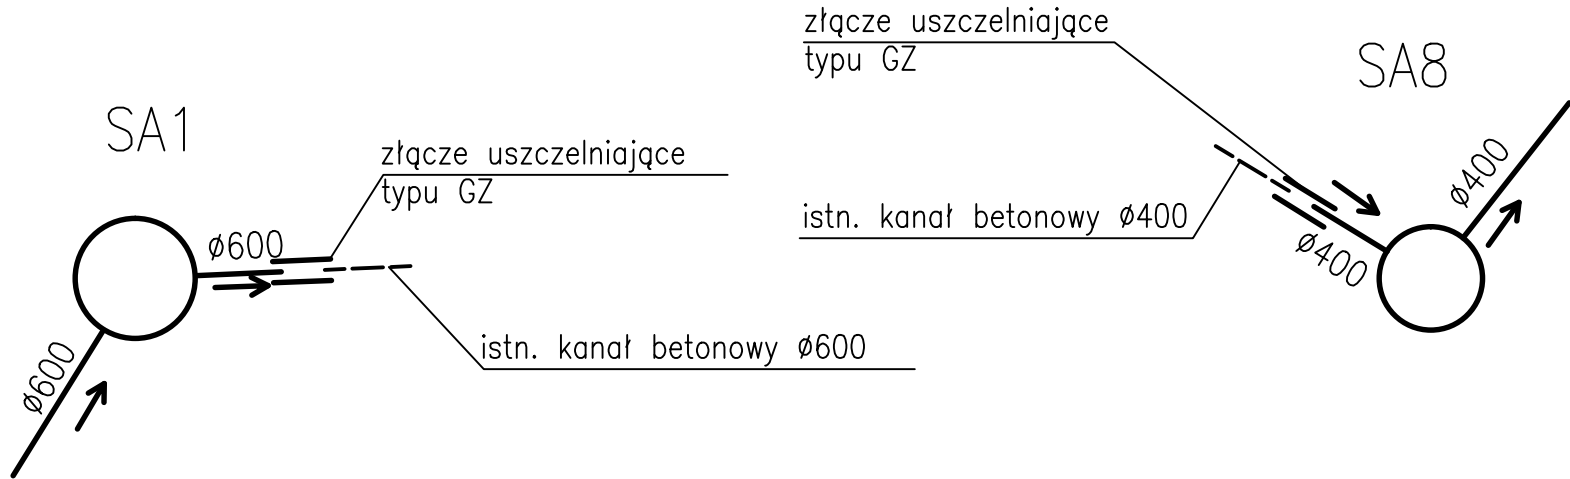 SA1
złącze uszczelniające
typu GZ
ø600
istn. kanał betonowy ø600
ø600
złącze uszczelniające
typu GZ
SA8
istn. kanał betonowy ø400
ø400
ø400